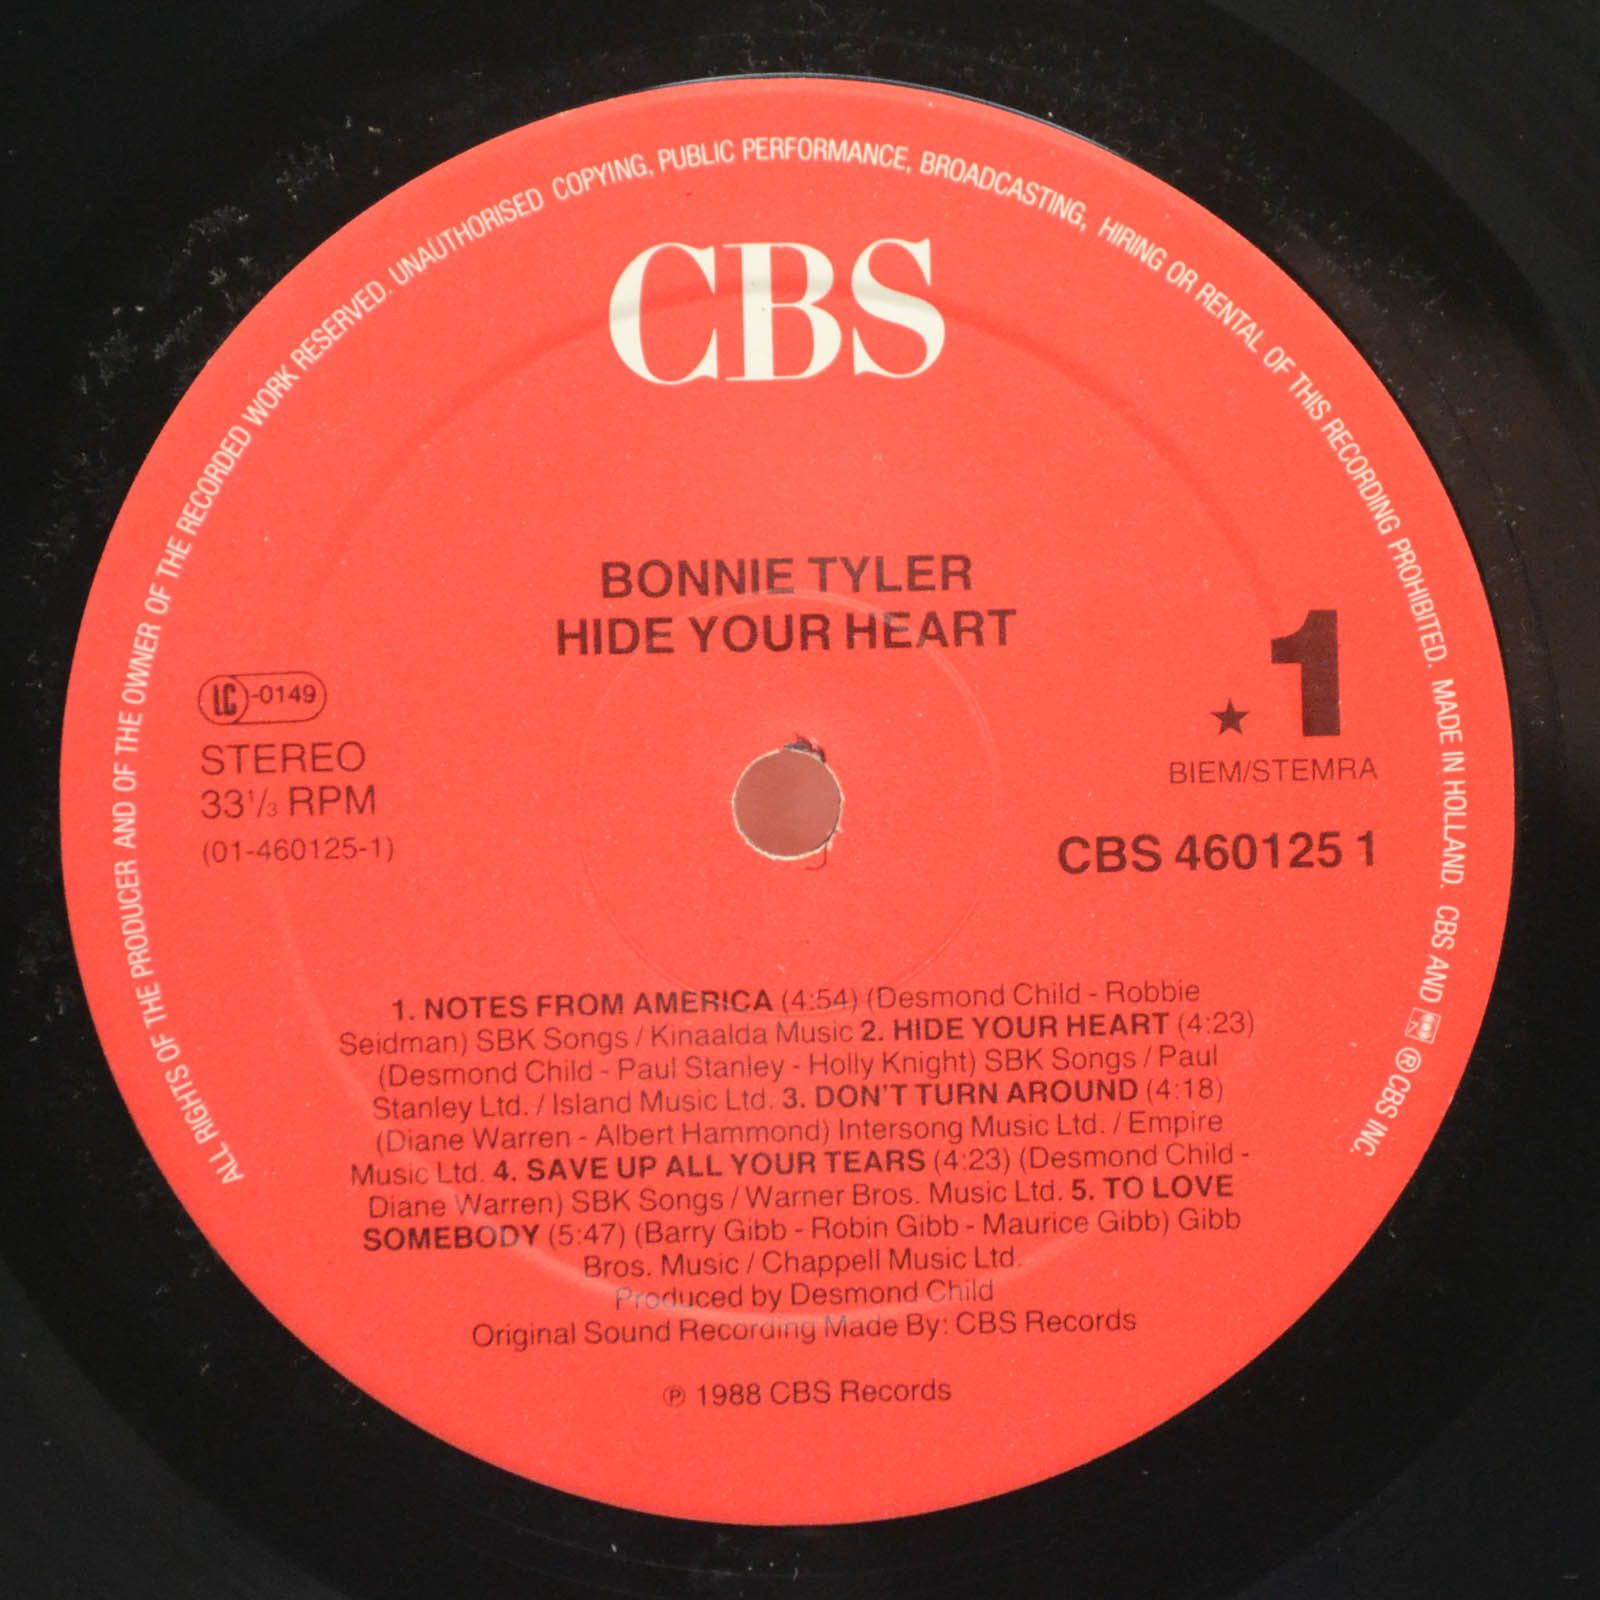 ALL RIGHTS OF THE PRODUCER AND OF THE OWNER OF THE RECORDED WORK RESERVED. UNAUTHORISED COPYING, PUBLIC PERFORMANCE, BROADCASTING, HIRING OR RENTAL OF THIS RECORDING PROHIBITED. MADE IN HOLLAND. CBS AND ® CBS INC.
CBS
BONNIE TYLER
HIDE YOUR HEART
LC-0149
STEREO
33⅓ RPM
(01-460125-1)
★ 1
BIEM/STEMRA
CBS 460125 1
1. NOTES FROM AMERICA (4:54) (Desmond Child - Robbie
Seidman) SBK Songs / Kinaalda Music 2. HIDE YOUR HEART (4:23)
(Desmond Child - Paul Stanley - Holly Knight) SBK Songs / Paul
Stanley Ltd. / Island Music Ltd. 3. DON'T TURN AROUND (4:18)
(Diane Warren - Albert Hammond) Intersong Music Ltd. / Empire
Music Ltd. 4. SAVE UP ALL YOUR TEARS (4:23) (Desmond Child -
Diane Warren) SBK Songs / Warner Bros. Music Ltd. 5. TO LOVE
SOMEBODY (5:47) (Barry Gibb - Robin Gibb - Maurice Gibb) Gibb
Bros. Music / Chappell Music Ltd.
Produced by Desmond Child
Original Sound Recording Made By: CBS Records
℗ 1988 CBS Records